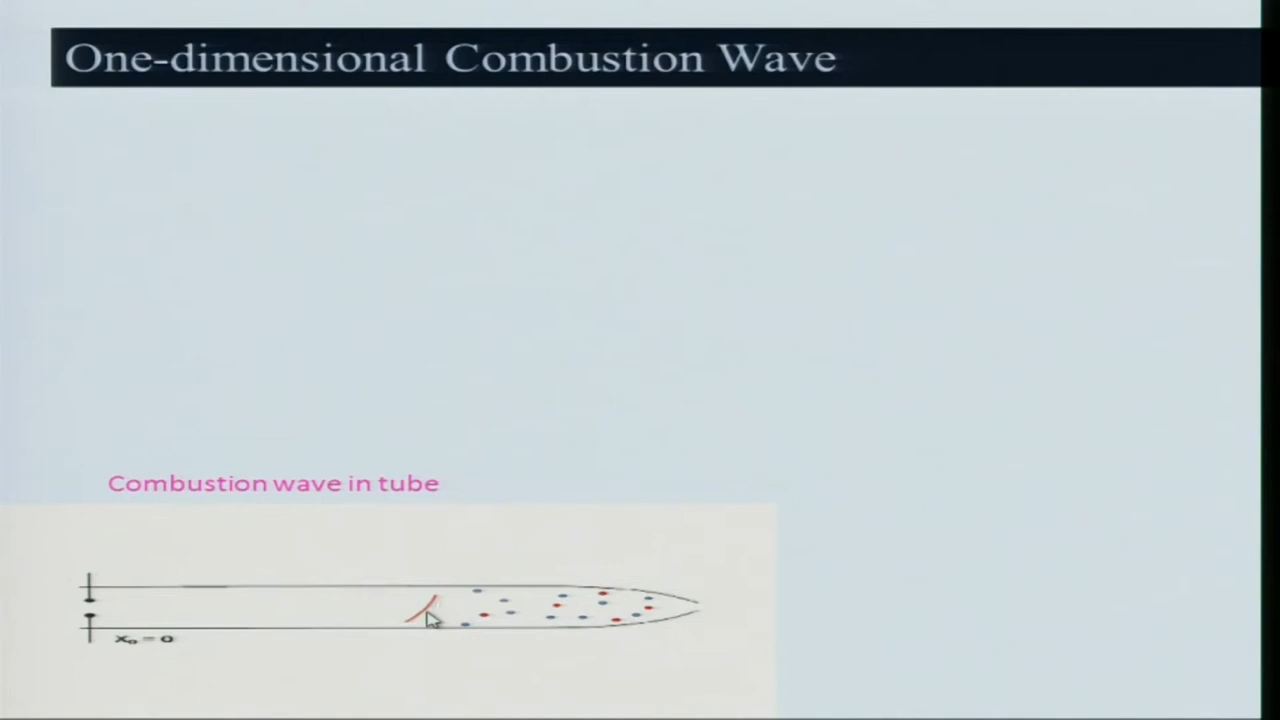 One-dimensional Combustion Wave
Combustion wave in tube
x₀ = 0